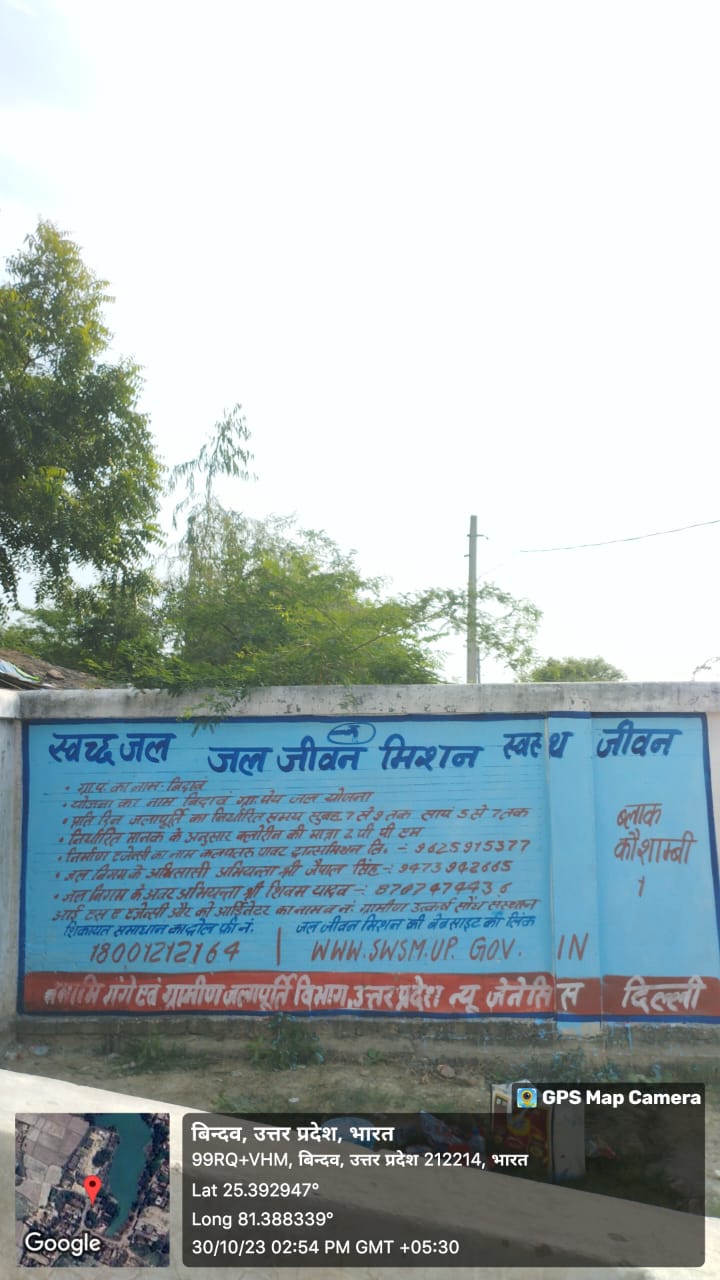 स्वच्छ जल जल जीवन मिशन स्वस्थ जीवन
• ग्रा.पं. का नाम- बिदावं
• योजना का नाम बिदावं ग्रा. पेय जल योजना
• प्रति दिन जलापूर्ति का निर्धारित समय सुबह 7 से 9 तक सायं 5 से 7 तक
• निर्धारित मानक के अनुसार क्लोरीन की मात्रा 2 पी पी एम
• निर्माण एजेन्सी का नाम कल्पतरू पावर ट्रान्समिशन लि. -: 9625915377
• जल निगम के अधिसासी अभियन्ता श्री जैपाल सिंह -: 9473942665
• जल निगम के अवर अभियन्ता श्री शिवम यादव -: 8707474436
आई एस ए एजेन्सी और को आर्डिनेटर का नाम व नं. ग्रामीण उत्कर्ष सोध संस्थान
शिकायत समाधान का टोल फ्री नं. जल जीवन मिशन की बेबसाइट की लिंक
18001212164 | WWW.SWSM.UP. GOV. IN
ब्लाक
कौशाम्बी
1
नमामि गंगे एवं ग्रामीण जलापूर्ति विभाग, उत्तर प्रदेश न्यू जेनेसिस दिल्ली
GPS Map Camera
बिन्दव, उत्तर प्रदेश, भारत
99RQ+VHM, बिन्दव, उत्तर प्रदेश 212214, भारत
Lat 25.392947°
Long 81.388339°
30/10/23 02:54 PM GMT +05:30
Google